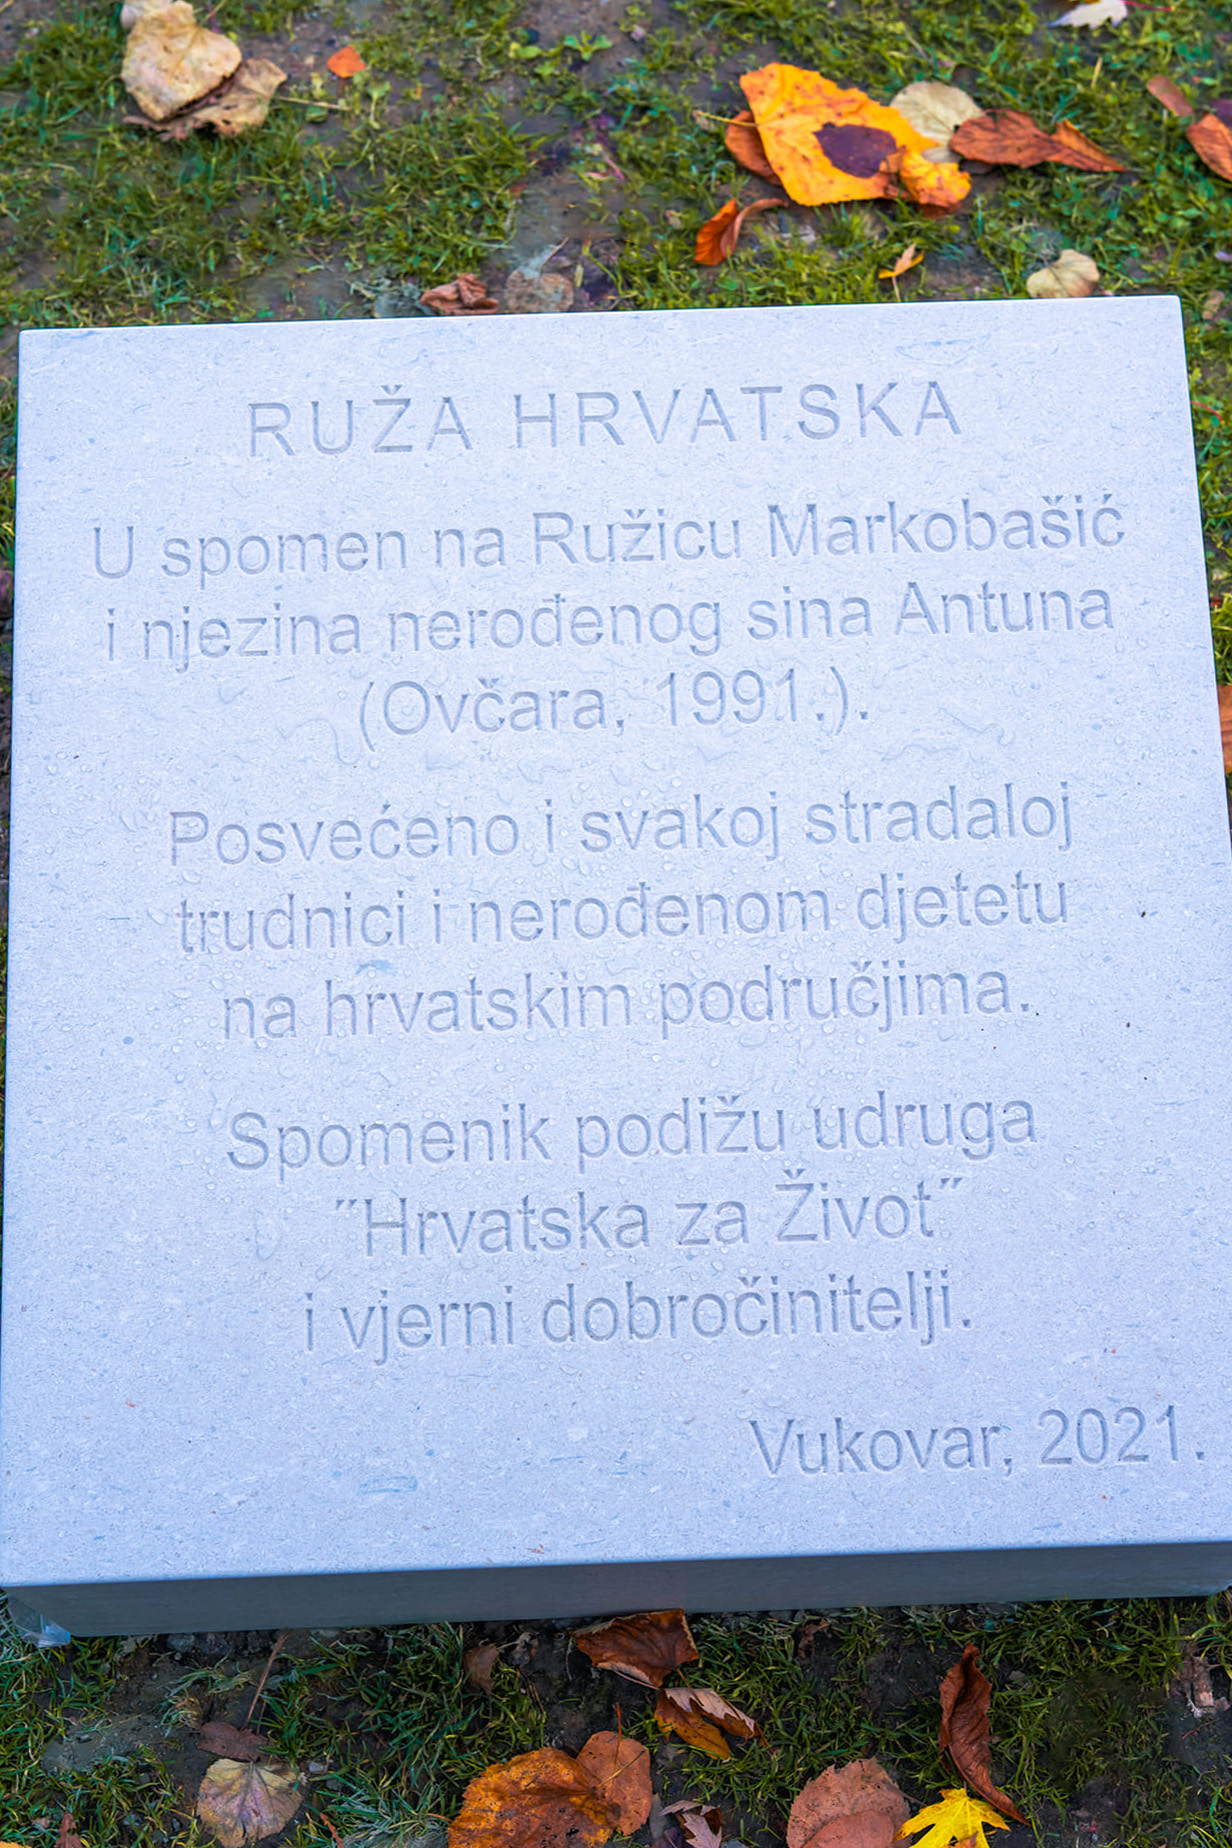 RUŽA HRVATSKA
U spomen na Ružicu Markobašić
i njezina nerođenog sina Antuna
(Ovčara, 1991.).
Posvećeno i svakoj stradaloj
trudnici i nerođenom djetetu
na hrvatskim područjima.
Spomenik podižu udruga
"Hrvatska za Život"
i vjerni dobročinitelji.
Vukovar, 2021.